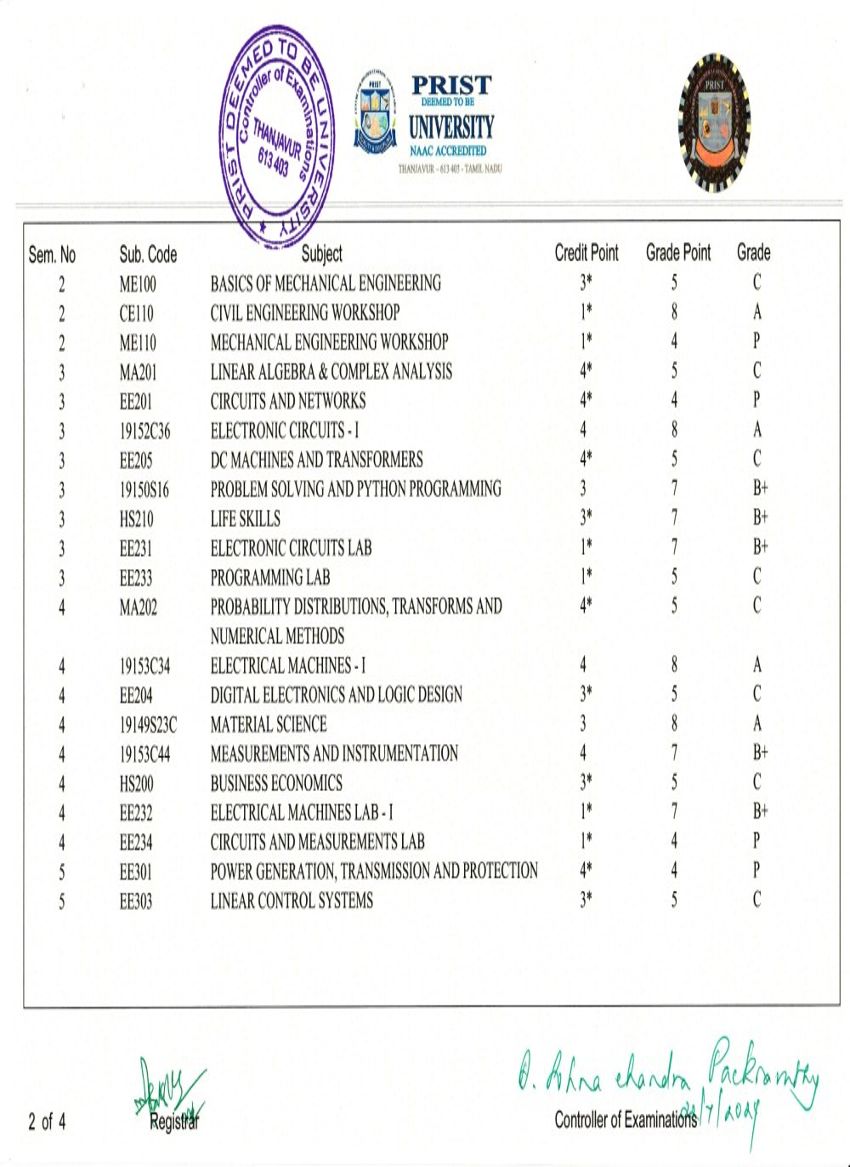 PRIST DEEMED TO BE UNIVERSITY
Controller of Examinations
THANJAVUR
613 403
PRIST
PRIST
DEEMED TO BE
UNIVERSITY
NAAC ACCREDITED
THANJAVUR - 613 403 - TAMIL NADU
PRIST
Sem. No Sub. Code Subject Credit Point Grade Point Grade
2 ME100 BASICS OF MECHANICAL ENGINEERING 3* 5 C
2 CE110 CIVIL ENGINEERING WORKSHOP 1* 8 A
2 ME110 MECHANICAL ENGINEERING WORKSHOP 1* 4 P
3 MA201 LINEAR ALGEBRA & COMPLEX ANALYSIS 4* 5 C
3 EE201 CIRCUITS AND NETWORKS 4* 4 P
3 19152C36 ELECTRONIC CIRCUITS - I 4 8 A
3 EE205 DC MACHINES AND TRANSFORMERS 4* 5 C
3 19150S16 PROBLEM SOLVING AND PYTHON PROGRAMMING 3 7 B+
3 HS210 LIFE SKILLS 3* 7 B+
3 EE231 ELECTRONIC CIRCUITS LAB 1* 7 B+
3 EE233 PROGRAMMING LAB 1* 5 C
4 MA202 PROBABILITY DISTRIBUTIONS, TRANSFORMS AND 4* 5 C
NUMERICAL METHODS
4 19153C34 ELECTRICAL MACHINES - I 4 8 A
4 EE204 DIGITAL ELECTRONICS AND LOGIC DESIGN 3* 5 C
4 19149S23C MATERIAL SCIENCE 3 8 A
4 19153C44 MEASUREMENTS AND INSTRUMENTATION 4 7 B+
4 HS200 BUSINESS ECONOMICS 3* 5 C
4 EE232 ELECTRICAL MACHINES LAB - I 1* 7 B+
4 EE234 CIRCUITS AND MEASUREMENTS LAB 1* 4 P
5 EE301 POWER GENERATION, TRANSMISSION AND PROTECTION 4* 4 P
5 EE303 LINEAR CONTROL SYSTEMS 3* 5 C
chandra
2 of 4 Registrar Controller of Examinations